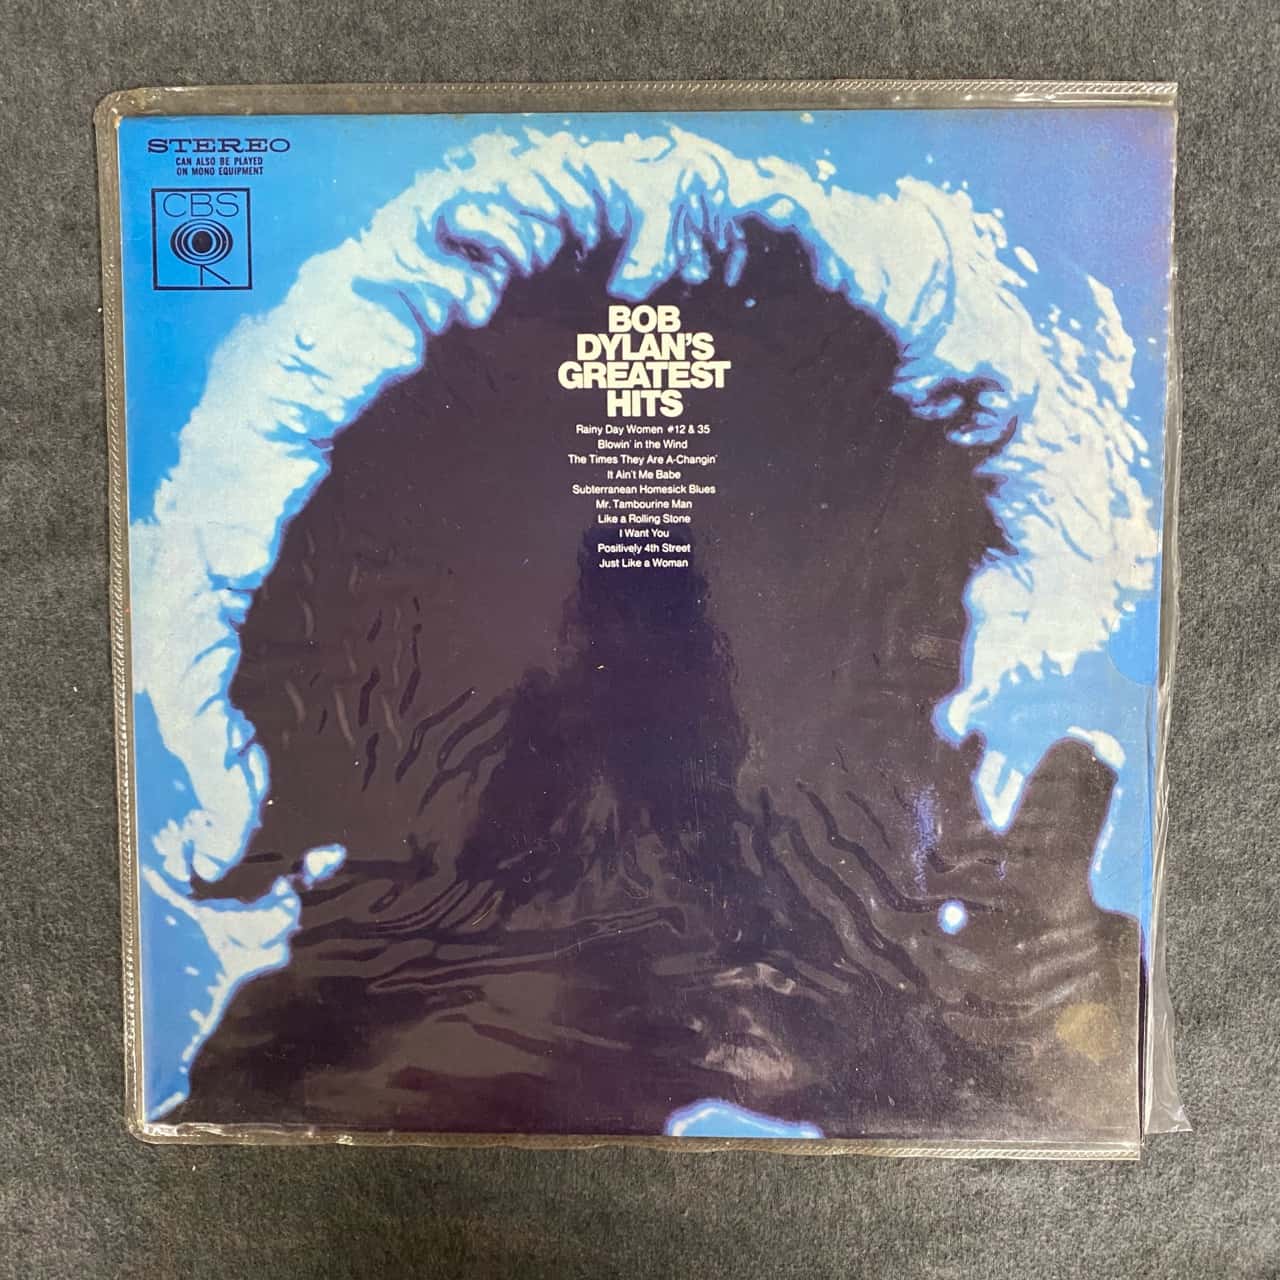 STEREO
CAN ALSO BE PLAYED
ON MONO EQUIPMENT
CBS
BOB
DYLAN'S
GREATEST
HITS
Rainy Day Women #12 & 35
Blowin' in the Wind
The Times They Are A-Changin'
It Ain't Me Babe
Subterranean Homesick Blues
Mr. Tambourine Man
Like a Rolling Stone
I Want You
Positively 4th Street
Just Like a Woman